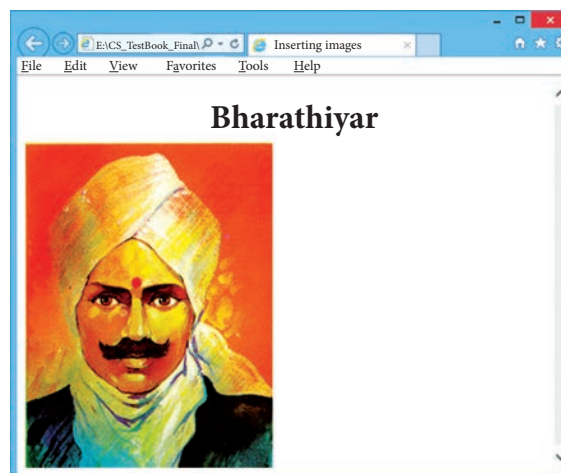 E:\CS_TestBook_Final\ Inserting images
File Edit View Favorites Tools Help
Bharathiyar